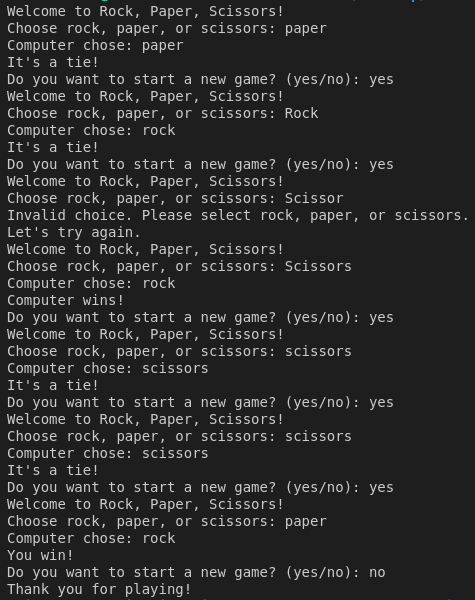 Welcome to Rock, Paper, Scissors!
Choose rock, paper, or scissors: paper
Computer chose: paper
It's a tie!
Do you want to start a new game? (yes/no): yes
Welcome to Rock, Paper, Scissors!
Choose rock, paper, or scissors: Rock
Computer chose: rock
It's a tie!
Do you want to start a new game? (yes/no): yes
Welcome to Rock, Paper, Scissors!
Choose rock, paper, or scissors: Scissor
Invalid choice. Please select rock, paper, or scissors.
Let's try again.
Welcome to Rock, Paper, Scissors!
Choose rock, paper, or scissors: Scissors
Computer chose: rock
Computer wins!
Do you want to start a new game? (yes/no): yes
Welcome to Rock, Paper, Scissors!
Choose rock, paper, or scissors: scissors
Computer chose: scissors
It's a tie!
Do you want to start a new game? (yes/no): yes
Welcome to Rock, Paper, Scissors!
Choose rock, paper, or scissors: scissors
Computer chose: scissors
It's a tie!
Do you want to start a new game? (yes/no): yes
Welcome to Rock, Paper, Scissors!
Choose rock, paper, or scissors: paper
Computer chose: rock
You win!
Do you want to start a new game? (yes/no): no
Thank you for playing!